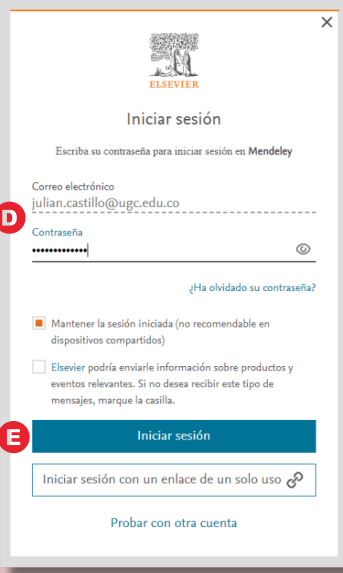 ELSEVIER
Iniciar sesión
Escriba su contraseña para iniciar sesión en Mendeley
Correo electrónico
julian.castillo@ugc.edu.co
D
Contraseña
•••••••••••••
¿Ha olvidado su contraseña?
Mantener la sesión iniciada (no recomendable en
dispositivos compartidos)
Elsevier podría enviarle información sobre productos y
eventos relevantes. Si no desea recibir este tipo de
mensajes, marque la casilla.
E
Iniciar sesión
Iniciar sesión con un enlace de un solo uso
Probar con otra cuenta